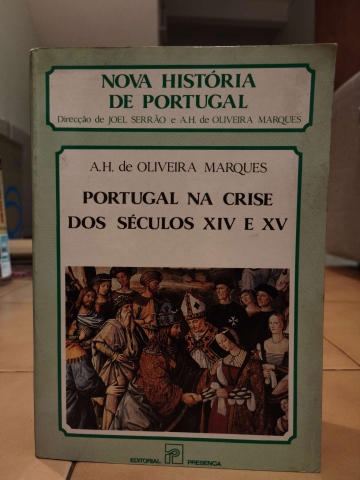 NOVA HISTÓRIA
DE PORTUGAL
Direcção de JOEL SERRÃO e A.H. de OLIVEIRA MARQUES
A.H. de OLIVEIRA MARQUES
PORTUGAL NA CRISE
DOS SÉCULOS XIV E XV
EDITORIAL PRESENÇA